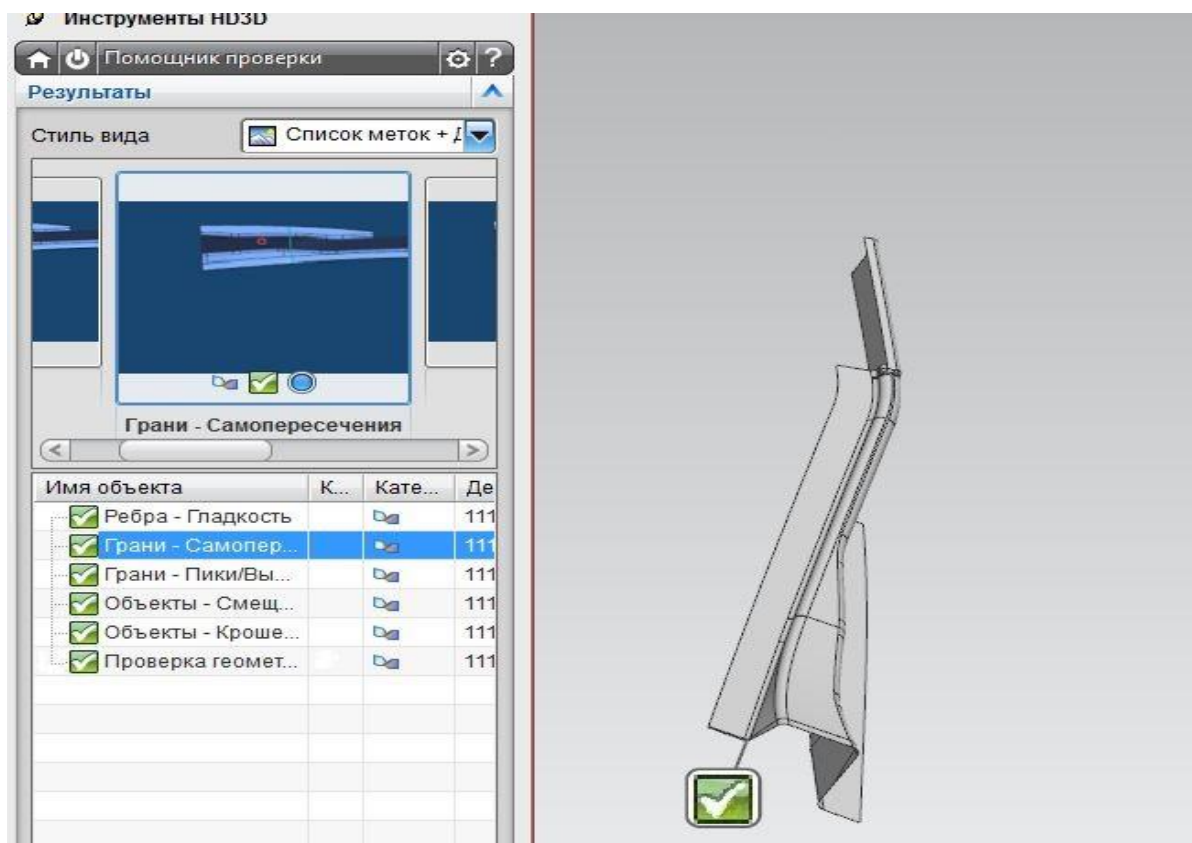 Инструменты HD3D
Помощник проверки ?
Результаты
Стиль вида Список меток + Д
Грани - Самопересечения
Имя объекта К... Кате... Де
Ребра - Гладкость 111
Грани - Самопер... 111
Грани - Пики/Вы... 111
Объекты - Смещ... 111
Объекты - Кроше... 111
Проверка геомет... 111